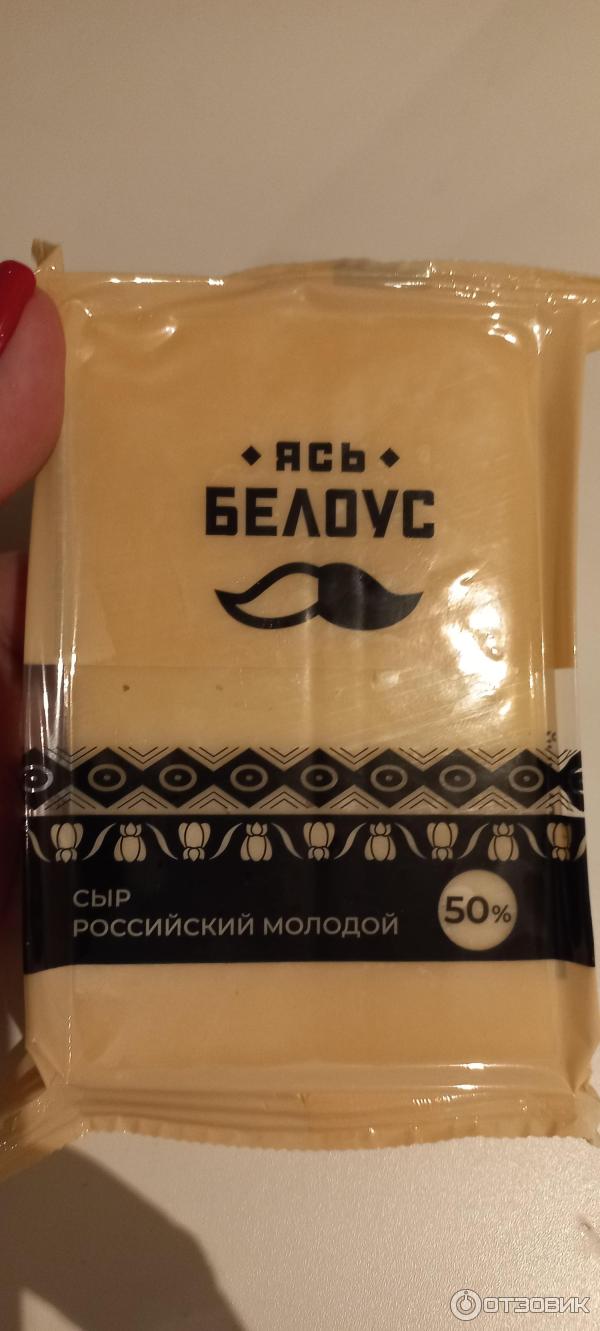 ЯСЬ
БЕЛОУС
СЫР
РОССИЙСКИЙ МОЛОДОЙ
50%
ОТЗОВИК